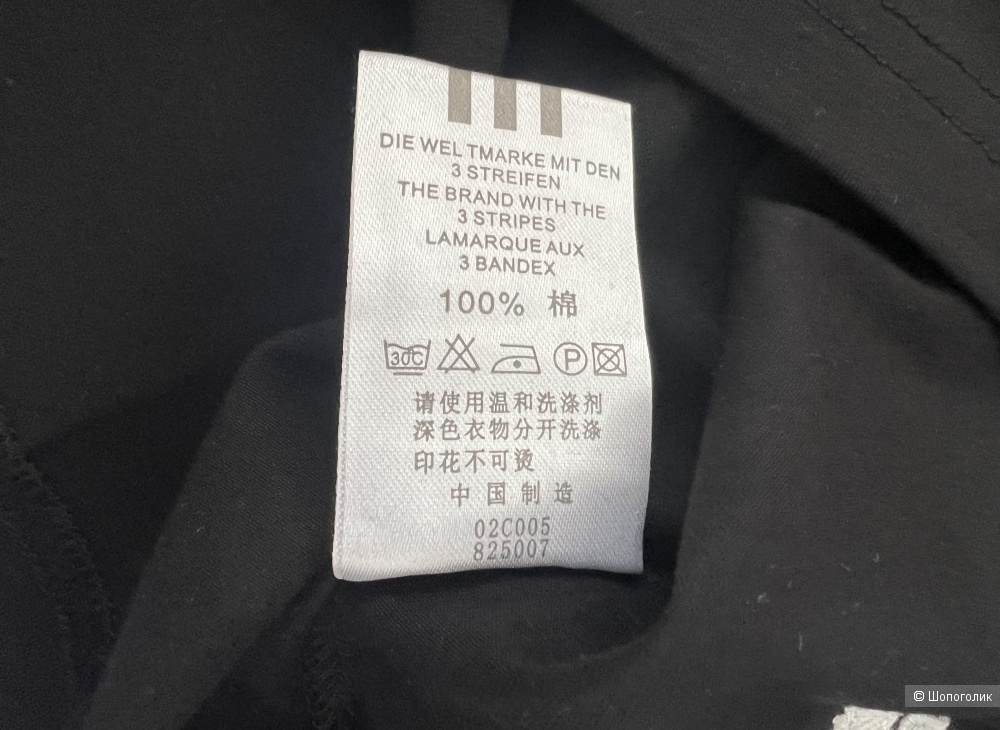 DIE WEL TMARKE MIT DEN
3 STREIFEN
THE BRAND WITH THE
3 STRIPES
LAMARQUE AUX
3 BANDEX
100% 棉
30C P
请使用温和洗涤剂
深色衣物分开洗涤
印花不可烫
中国制造
02C005
825007
© Шопоголик